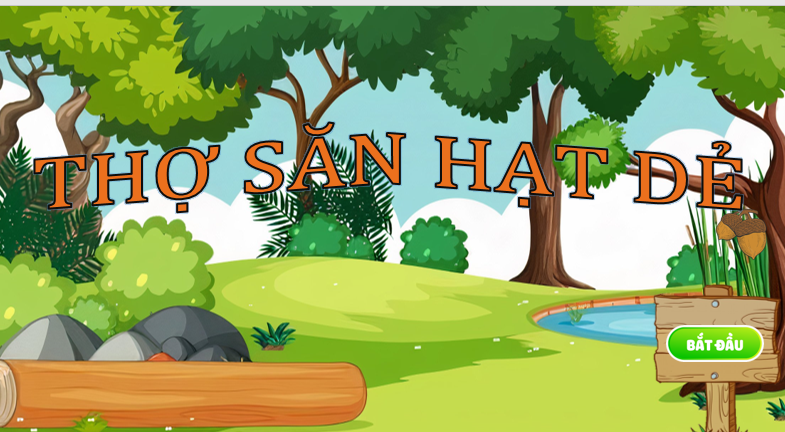 THỢ SĂN HẠT DẺ
BẮT ĐẦU